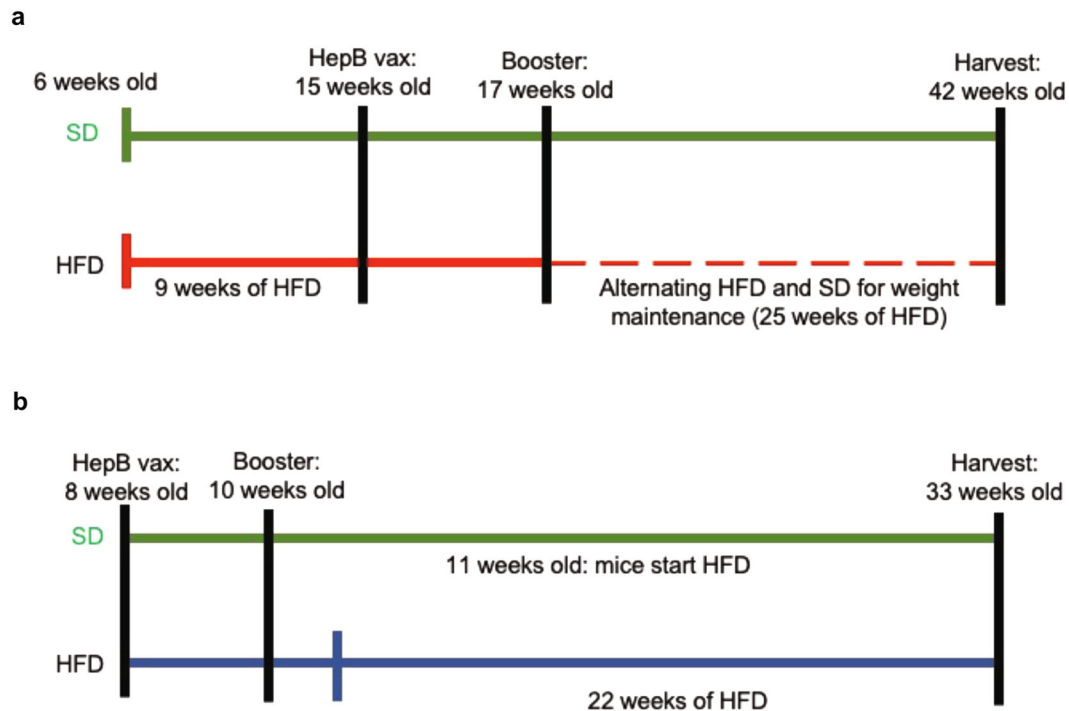 a
6 weeks old
HepB vax:
15 weeks old
Booster:
17 weeks old
Harvest:
42 weeks old
SD
HFD
9 weeks of HFD
Alternating HFD and SD for weight
maintenance (25 weeks of HFD)
b
HepB vax:
8 weeks old
Booster:
10 weeks old
Harvest:
33 weeks old
SD
11 weeks old: mice start HFD
HFD
22 weeks of HFD